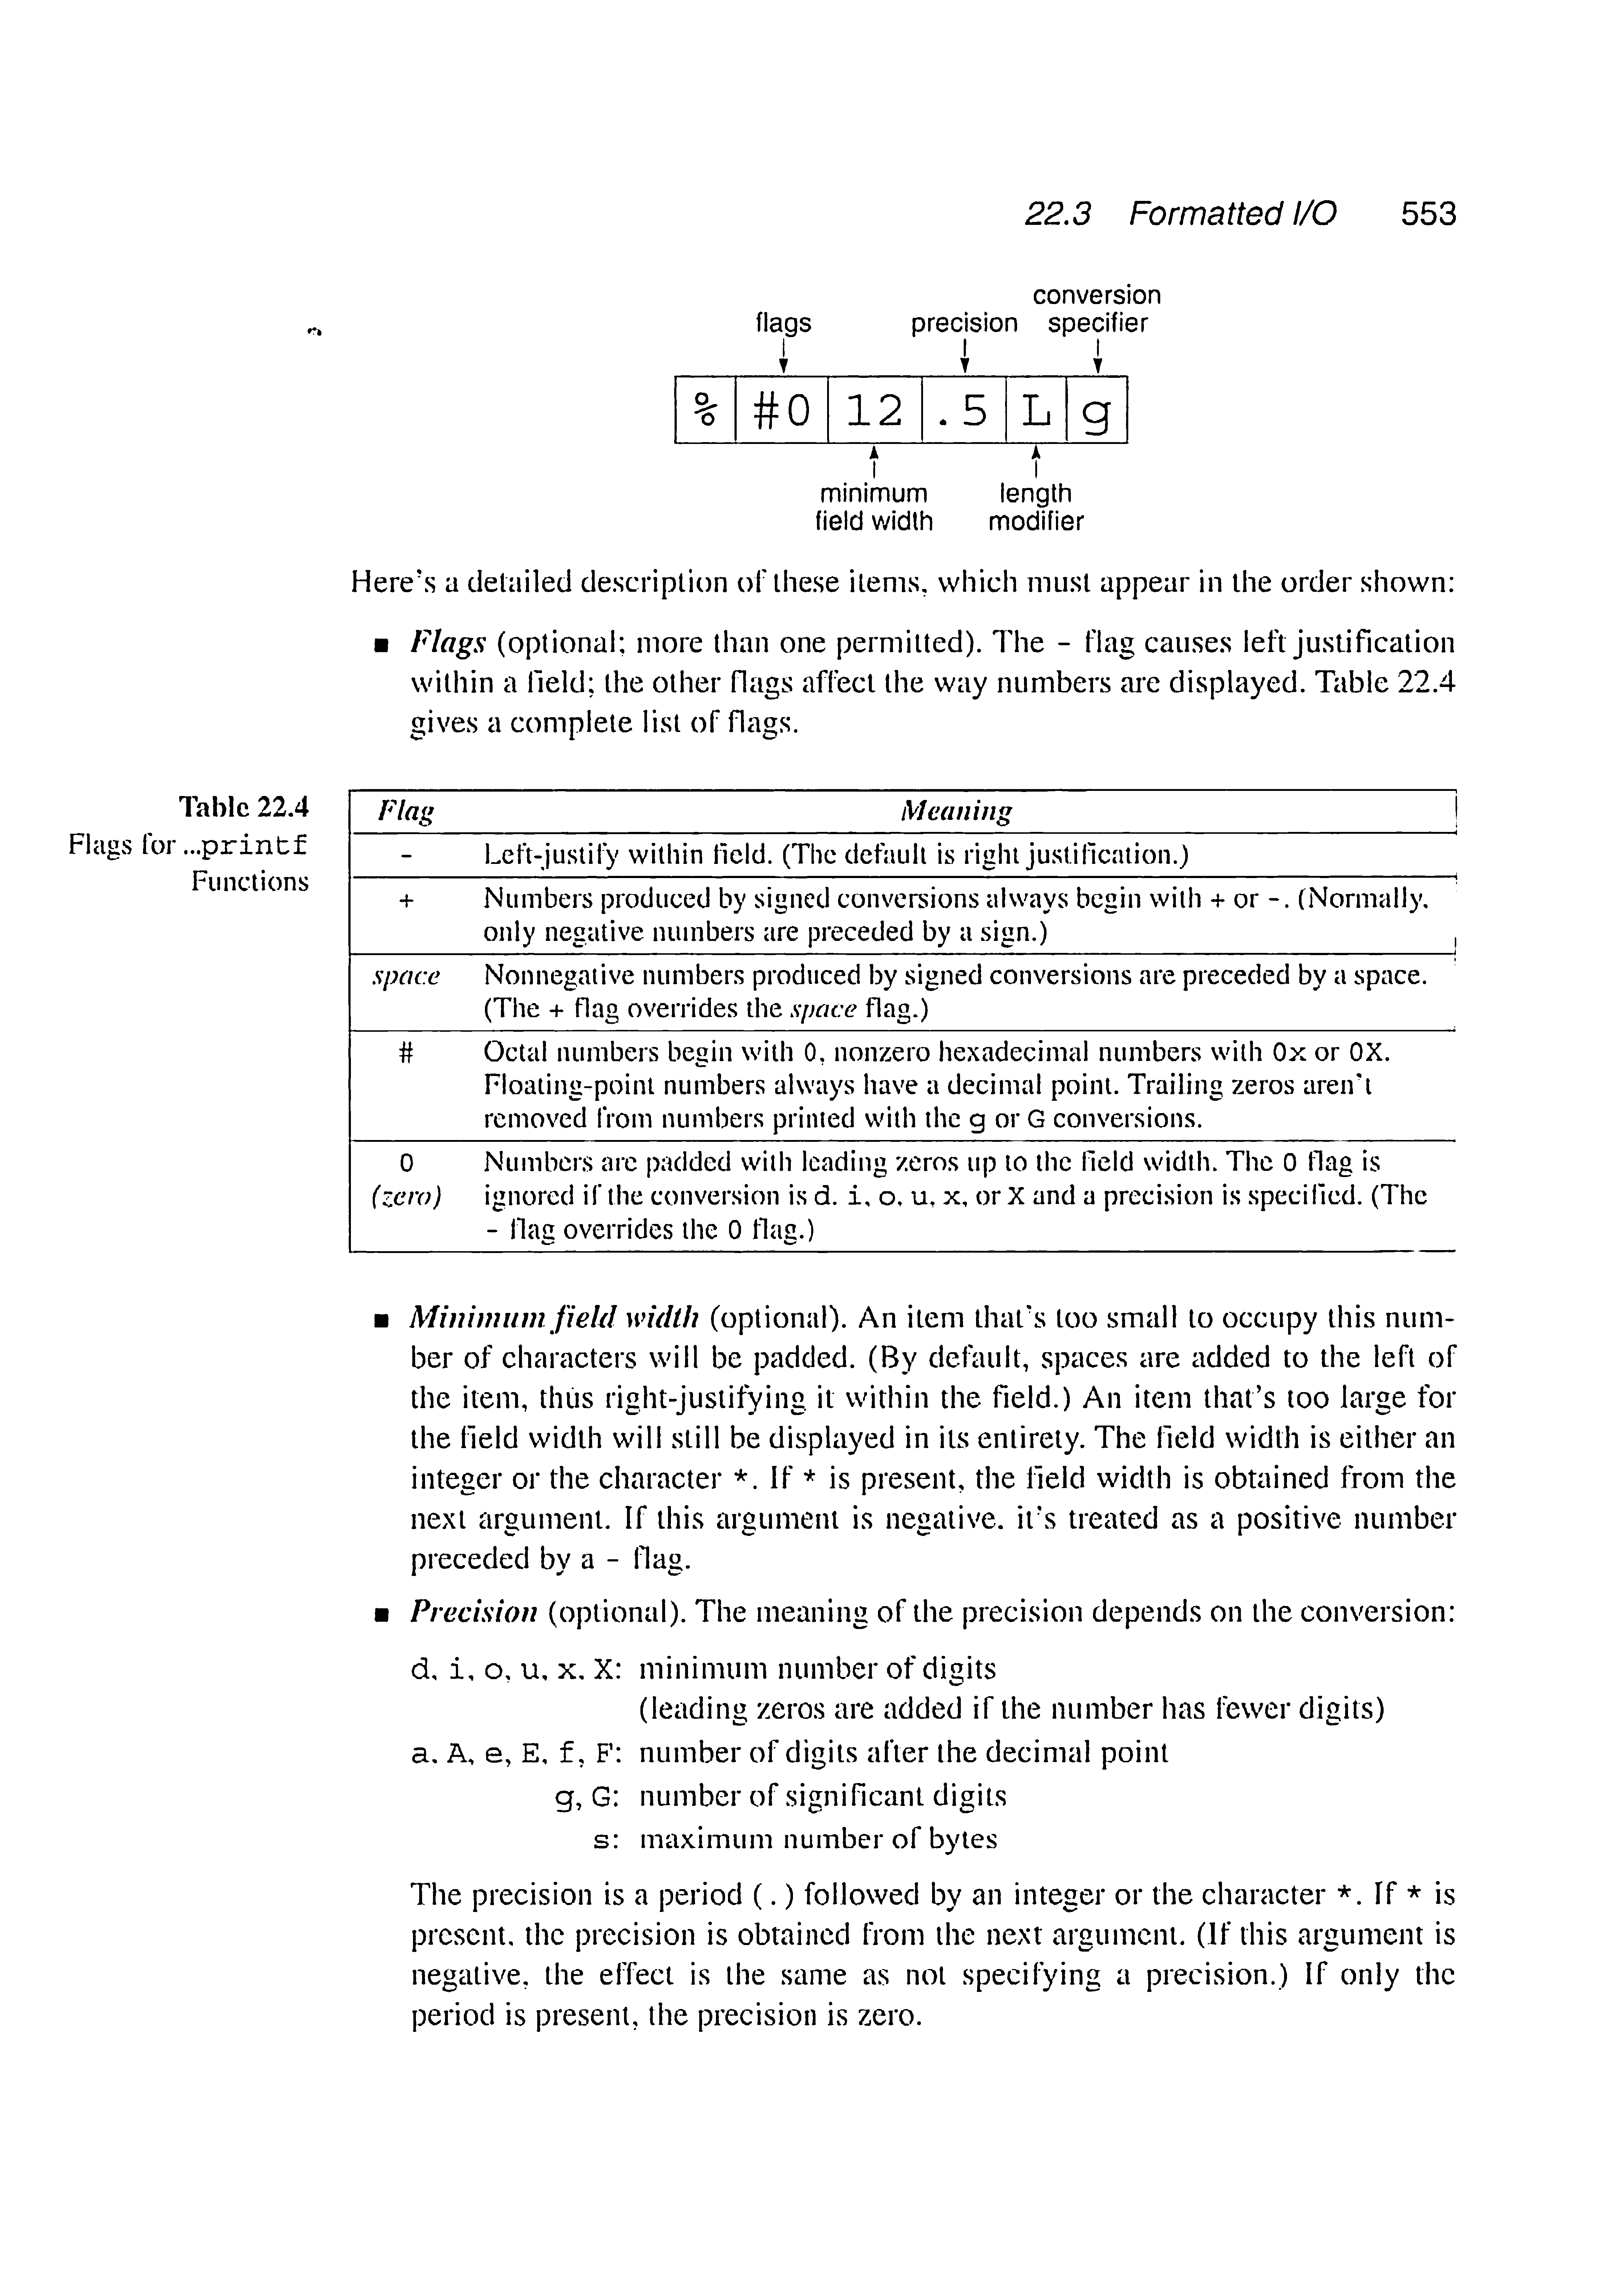 22.3 Formatted I/O 553
conversion
flags precision specifier
% #0 12 .5 L g
minimum length
field width modifier
Here's a detailed description of these items, which must appear in the order shown:
■ Flags (optional; more than one permitted). The - flag causes left justification
within a field; the other flags affect the way numbers are displayed. Table 22.4
gives a complete list of flags.
Table 22.4
Flags for ...printf
Functions
Flag Meaning
- Left-justify within field. (The default is right justification.)
+ Numbers produced by signed conversions always begin with + or -. (Normally,
only negative numbers are preceded by a sign.)
space Nonnegative numbers produced by signed conversions are preceded by a space.
(The + flag overrides the space flag.)
# Octal numbers begin with 0, nonzero hexadecimal numbers with 0x or 0X.
Floating-point numbers always have a decimal point. Trailing zeros aren't
removed from numbers printed with the g or G conversions.
0 Numbers are padded with leading zeros up to the field width. The 0 flag is
(zero) ignored if the conversion is d, i, o, u, x, or X and a precision is specified. (The
- flag overrides the 0 flag.)
■ Minimum field width (optional). An item that's too small to occupy this num-
ber of characters will be padded. (By default, spaces are added to the left of
the item, thus right-justifying it within the field.) An item that's too large for
the field width will still be displayed in its entirety. The field width is either an
integer or the character *. If * is present, the field width is obtained from the
next argument. If this argument is negative, it's treated as a positive number
preceded by a - flag.
■ Precision (optional). The meaning of the precision depends on the conversion:
d, i, o, u, x, X: minimum number of digits
(leading zeros are added if the number has fewer digits)
a, A, e, E, f, F: number of digits after the decimal point
g, G: number of significant digits
s: maximum number of bytes
The precision is a period (.) followed by an integer or the character *. If * is
present, the precision is obtained from the next argument. (If this argument is
negative, the effect is the same as not specifying a precision.) If only the
period is present, the precision is zero.